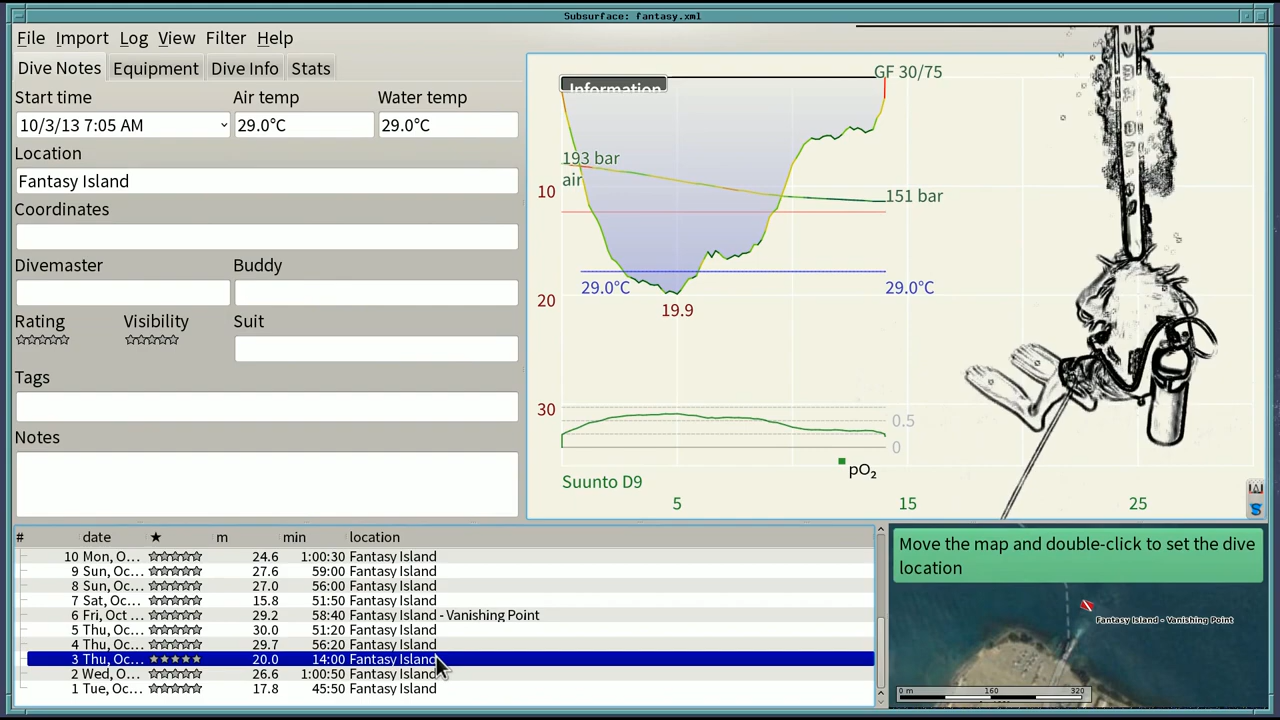 Subsurface: fantasy.xml
File Import Log View Filter Help
Dive Notes Equipment Dive Info Stats
Start time Air temp Water temp
10/3/13 7:05 AM 29.0°C 29.0°C
Location
Fantasy Island
Coordinates
Divemaster Buddy
Rating Visibility Suit
Tags
Notes
Information
GF 30/75
193 bar
air
10
151 bar
29.0°C 29.0°C
20
19.9
30
0.5
0
pO₂
Suunto D9
5 15 25
# date ★ m min location
10 Mon, O... 24.6 1:00:30 Fantasy Island
9 Sun, Oc... 27.6 59:00 Fantasy Island
8 Sun, Oc... 27.0 56:00 Fantasy Island
7 Sat, Oc... 15.8 51:50 Fantasy Island
6 Fri, Oct ... 29.2 58:40 Fantasy Island - Vanishing Point
5 Thu, Oc... 30.0 51:20 Fantasy Island
4 Thu, Oc... 29.7 56:20 Fantasy Island
3 Thu, Oc... 20.0 14:00 Fantasy Island
2 Wed, O... 26.6 1:00:50 Fantasy Island
1 Tue, Oc... 17.8 45:50 Fantasy Island
Move the map and double-click to set the dive
location
Fantasy Island - Vanishing Point
0 m 160 320